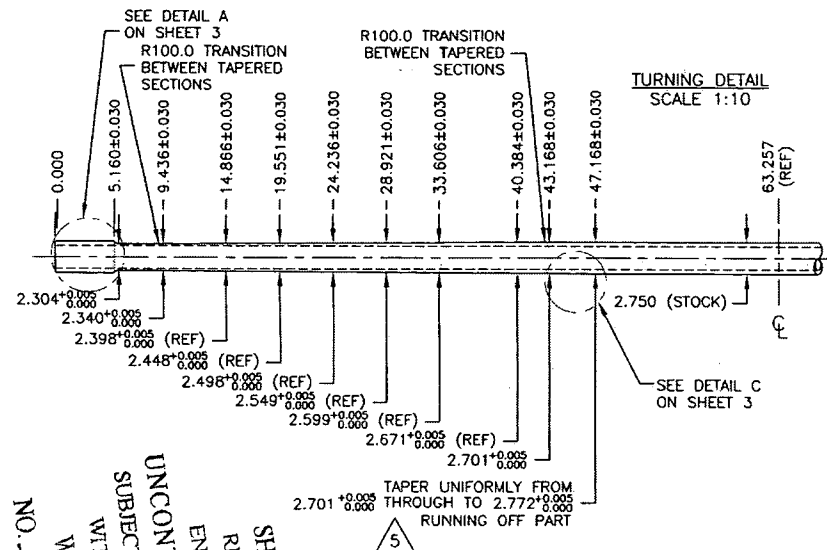 SEE DETAIL A
ON SHEET 3
R100.0 TRANSITION
BETWEEN TAPERED
SECTIONS
R100.0 TRANSITION
BETWEEN TAPERED
SECTIONS
TURNING DETAIL
SCALE 1:10
0.000
5.160±0.030
9.436±0.030
14.866±0.030
19.551±0.030
24.236±0.030
28.921±0.030
33.606±0.030
40.384±0.030
43.168±0.030
47.168±0.030
63.257
(REF)
2.304+0.005 0.000
2.340+0.005 0.000
2.398+0.005 0.000 (REF)
2.448+0.005 0.000 (REF)
2.498+0.005 0.000 (REF)
2.549+0.005 0.000 (REF)
2.599+0.005 0.000 (REF)
2.671+0.005 0.000 (REF)
2.701+0.005 0.000
2.750 (STOCK)
℄
SEE DETAIL C
ON SHEET 3
TAPER UNIFORMLY FROM
2.701 +0.005 0.000 THROUGH TO 2.772+0.005 0.000
RUNNING OFF PART
5
SH
EN
UNCON
SUBJEC
WI
NO.